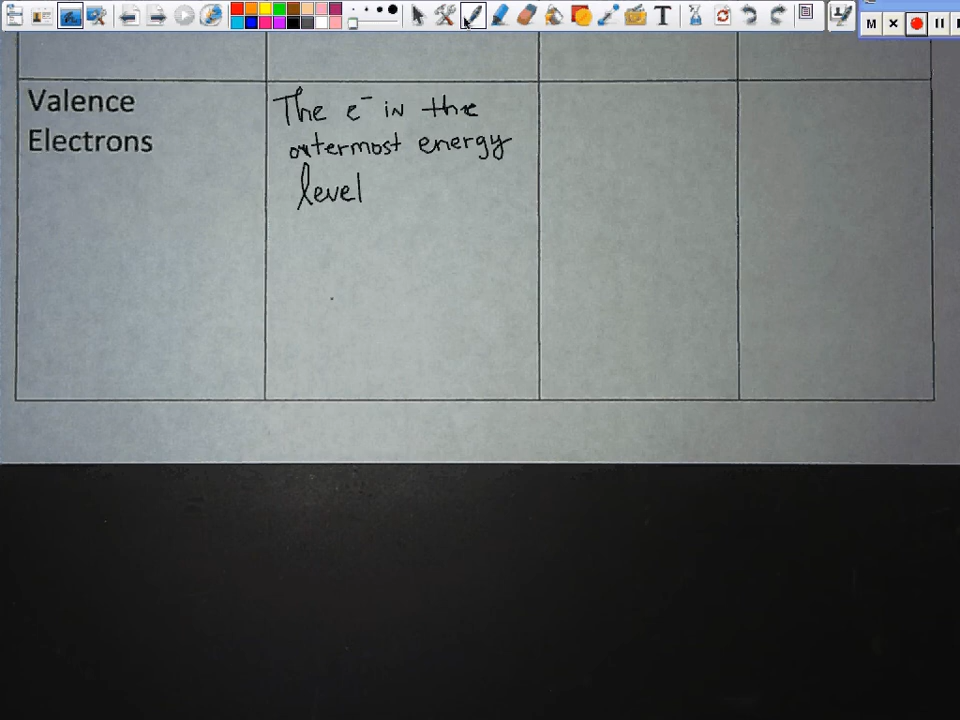 Valence
Electrons
The e⁻ in the
outermost energy
level
M
T